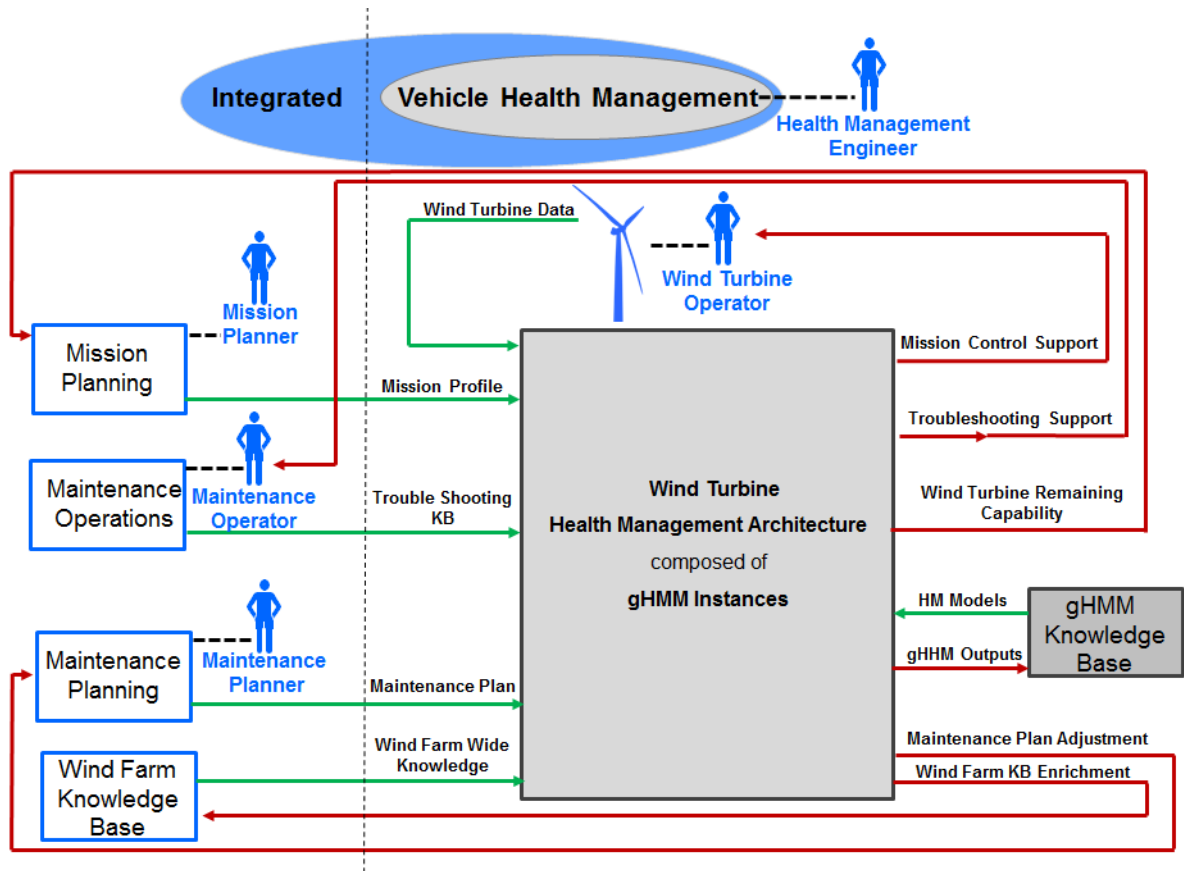 Integrated
Vehicle Health Management
Health Management
Engineer
Wind Turbine Data
Wind Turbine
Operator
Mission
Planner
Mission
Planning
Mission Profile
Mission Control Support
Troubleshooting Support
Maintenance
Operations
Maintenance
Operator
Trouble Shooting
KB
Wind Turbine
Health Management Architecture
composed of
gHMM Instances
Wind Turbine Remaining
Capability
HM Models
gHHM Outputs
gHMM
Knowledge
Base
Maintenance
Planning
Maintenance
Planner
Maintenance Plan
Maintenance Plan Adjustment
Wind Farm Wide
Knowledge
Wind Farm KB Enrichment
Wind Farm
Knowledge
Base